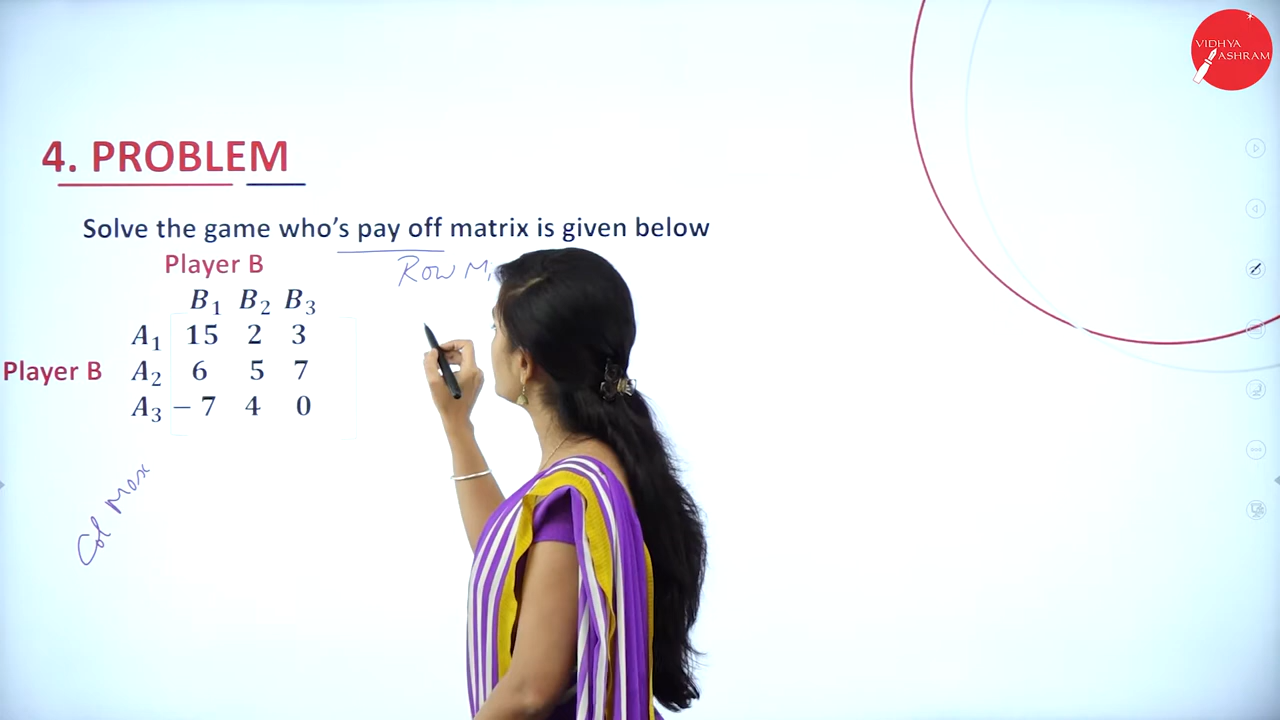 VIDHYA
ASHRAM
4. PROBLEM
Solve the game who's pay off matrix is given below
Player B
Row Mi
B₁ B₂ B₃
A₁ 15 2 3
Player B A₂ 6 5 7
A₃ – 7 4 0
Col Max